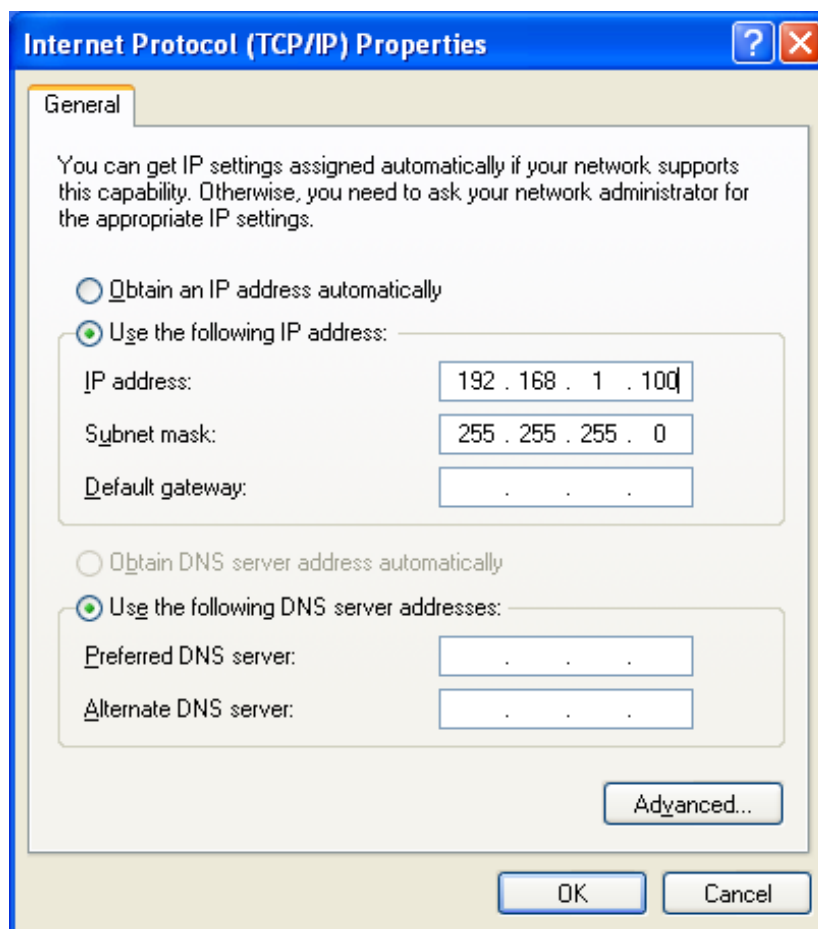 Internet Protocol (TCP/IP) Properties
General
You can get IP settings assigned automatically if your network supports
this capability. Otherwise, you need to ask your network administrator for
the appropriate IP settings.
Obtain an IP address automatically
Use the following IP address:
IP address: 192 . 168 . 1 . 100
Subnet mask: 255 . 255 . 255 . 0
Default gateway: . . .
Obtain DNS server address automatically
Use the following DNS server addresses:
Preferred DNS server: . . .
Alternate DNS server: . . .
Advanced...
OK Cancel